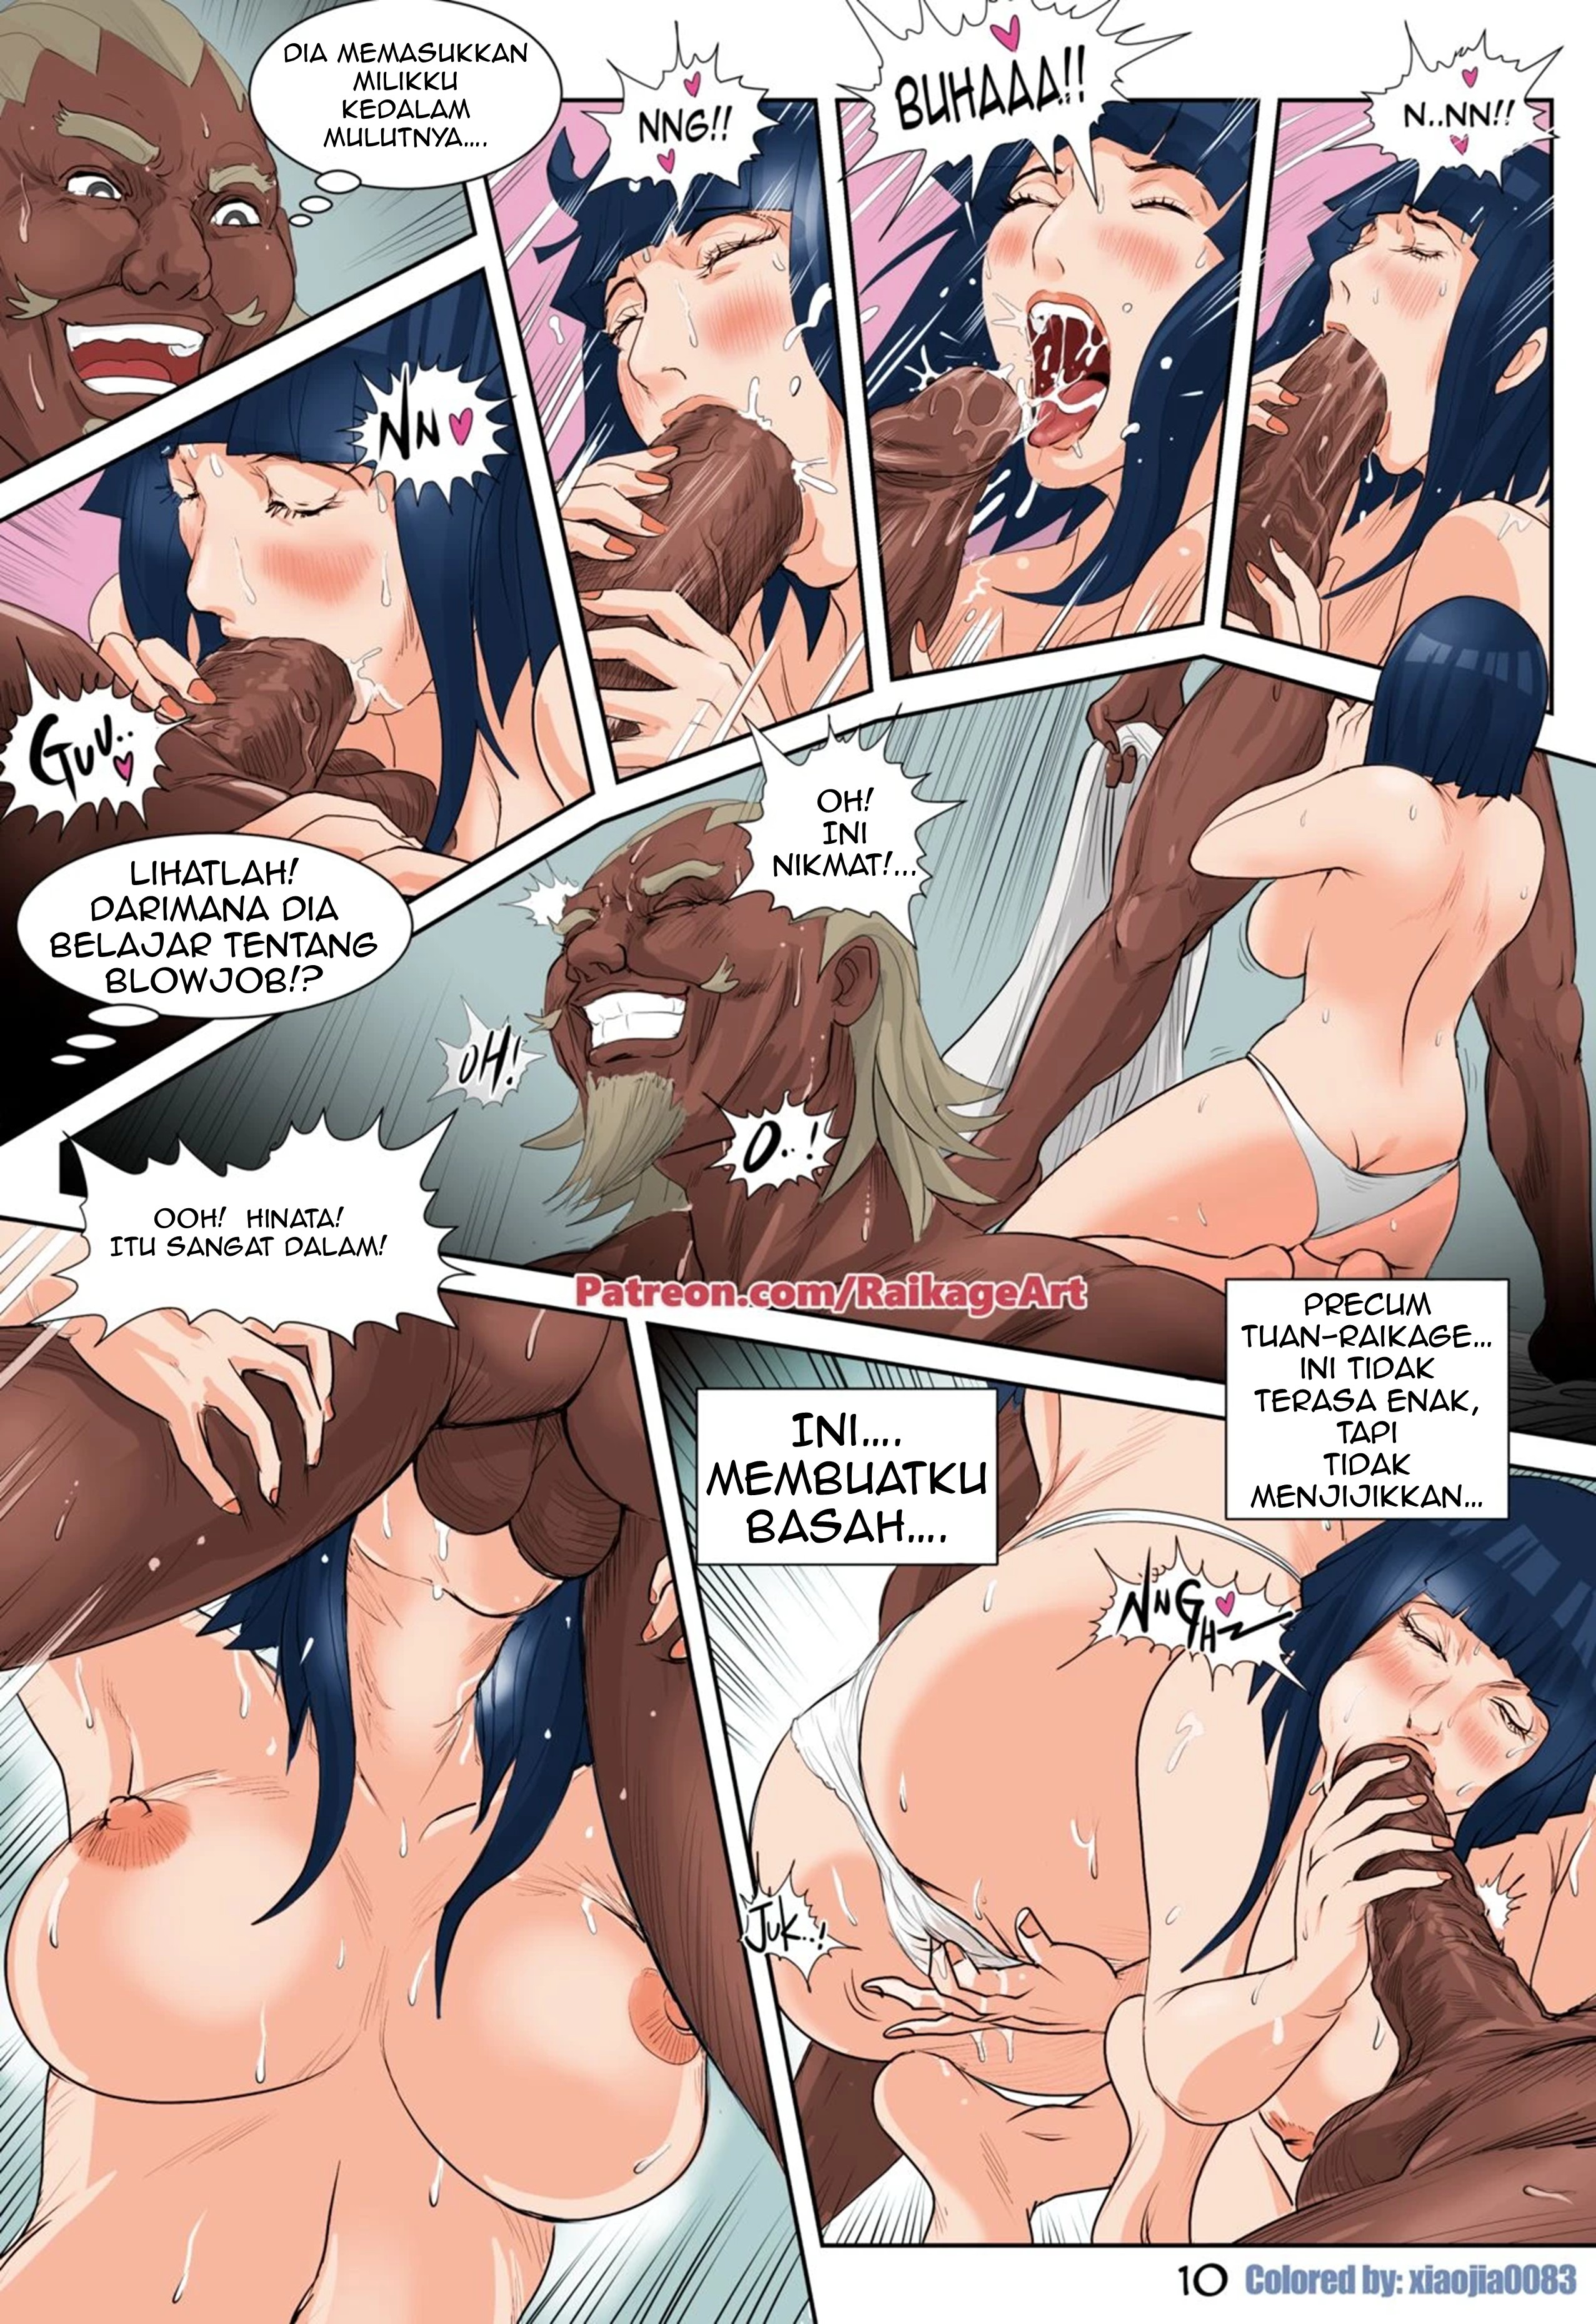 DIA MEMASUKKAN
MILIKKU
KEDALAM
MULUTNYA....
NNG!!
BUHAAA!!
N..NN!!
NN
GUU..
LIHATLAH!
DARIMANA DIA
BELAJAR TENTANG
BLOWJOB!?
OH!
INI
NIKMAT!...
OH!
O..!
OOH! HINATA!
ITU SANGAT DALAM!
Patreon.com/RaikageArt
PRECUM
TUAN-RAIKAGE...
INI TIDAK
TERASA ENAK,
TAPI
TIDAK
MENJIJIKKAN...
INI....
MEMBUATKU
BASAH....
NNGH
JUK..!
10 Colored by: xiaojia0083